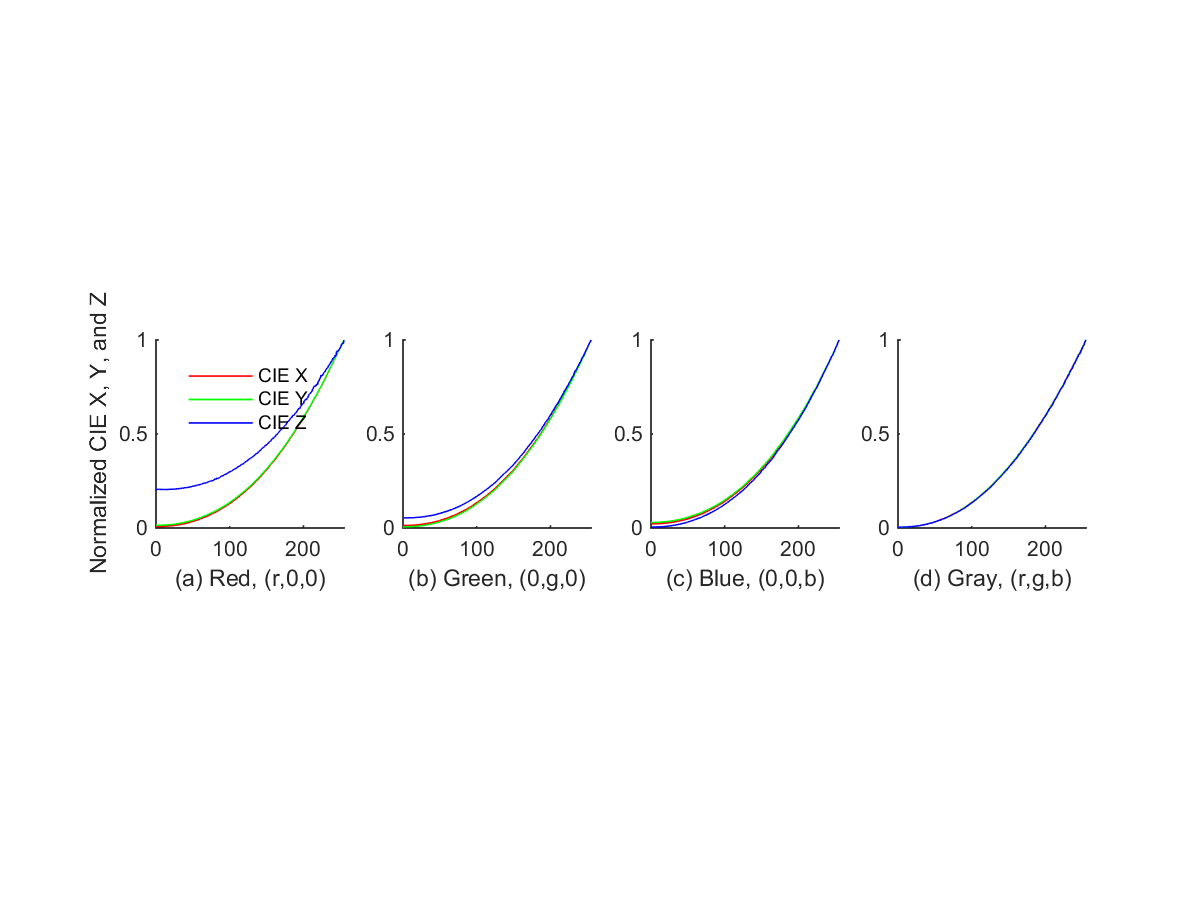 Normalized CIE X, Y, and Z
1
0.5
0
0 100 200
CIE X
CIE Y
CIE Z
(a) Red, (r,0,0)
1
0.5
0
0 100 200
(b) Green, (0,g,0)
1
0.5
0
0 100 200
(c) Blue, (0,0,b)
1
0.5
0
0 100 200
(d) Gray, (r,g,b)